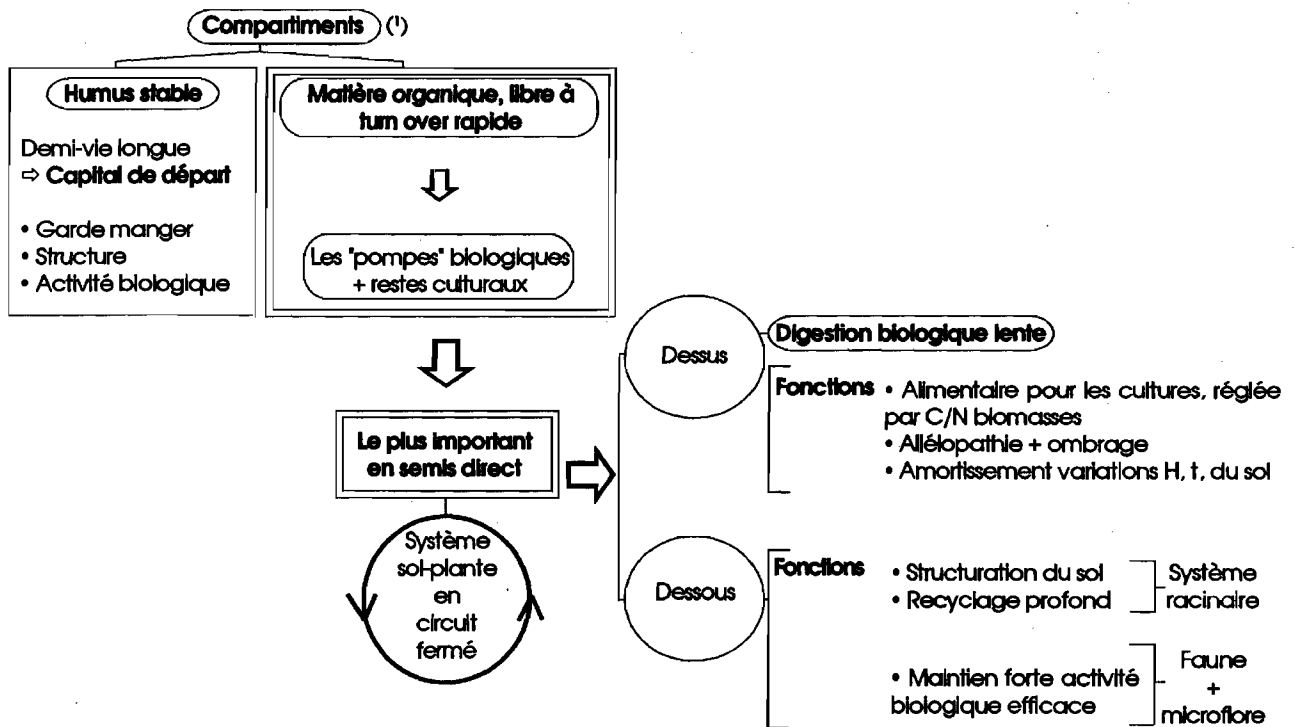 Compartiments (¹)
Humus stable
Demi-vie longue
⇨ Capital de départ
• Garde manger
• Structure
• Activité biologique
Matière organique, libre à
turn over rapide
Les "pompes" biologiques
+ restes culturaux
Le plus important
en semis direct
Système
sol-plante
en
circuit
fermé
Dessus
Digestion biologique lente
Fonctions • Alimentaire pour les cultures, réglée
par C/N biomasses
• Allélopathie + ombrage
• Amortissement variations H, t, du sol
Dessous
Fonctions
• Structuration du sol
• Recyclage profond
Système
racinaire
• Maintien forte activité
biologique efficace
Faune
+
microflore